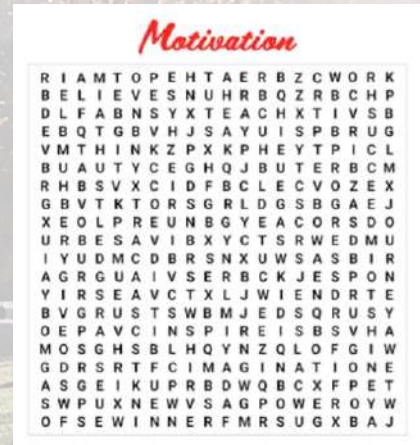 Motivation
R I A M T O P E H T A E R B Z C W O R K
B E L I E V E S N U H R B Q Z R B C H P
D L F A B N S Y X T E A C H X T I V S B
E B Q T G B V H J S A Y U I S P B R U G
V M T H I N K Z P X K P H E Y T P I C L
B U A U T Y C E G H Q J B U T E R B C M
R H B S V X C I D F B C L E C V O Z E X
G B V T K T O R S G R L D G S B G A E J
X E O L P R E U N B G Y E A C O R S D O
U R B E S A V I B X Y C T S R W E D M U
I Y U D M C D B R S N X U W S A S B I R
A G R G U A I V S E R B C K J E S P O N
Y I R S E A V C T X L J W I E N D R T E
B V G R U S T S W B M J E D S Q R U S Y
O E P A V C I N S P I R E I S B S V H A
M O S G H S B L H Q Y N Z Q L O F G I W
G D R S R T F C I M A G I N A T I O N E
A S G E I K U P R B D W Q B C X F P E T
S W P U X N E W V S A G P O W E R O Y W
O F S E W I N N E R F M R S U G X B A J